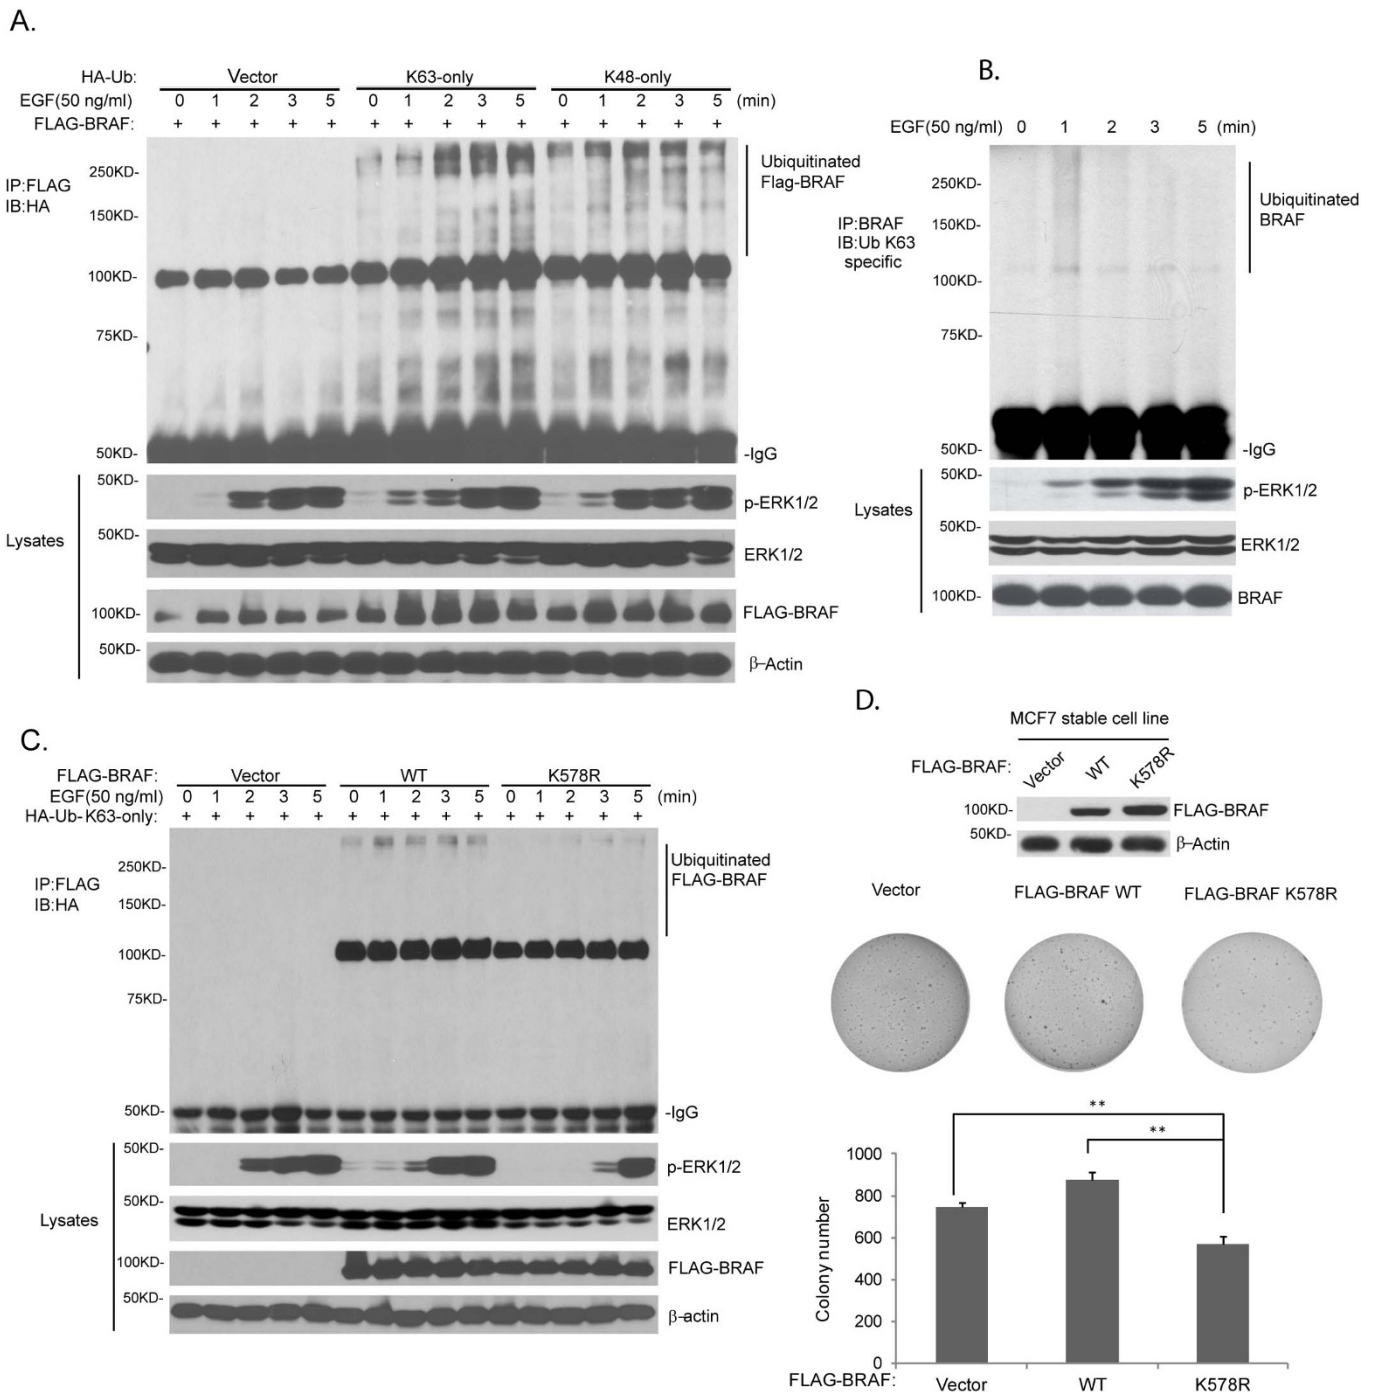 A.
HA-Ub: Vector K63-only K48-only
EGF(50 ng/ml) 0 1 2 3 5 0 1 2 3 5 0 1 2 3 5 (min)
FLAG-BRAF: + + + + + + + + + + + + + + +
IP:FLAG
IB:HA
250KD-
150KD-
100KD-
75KD-
50KD-
Ubiquitinated
Flag-BRAF
-IgG
Lysates
50KD-
p-ERK1/2
50KD-
ERK1/2
100KD-
FLAG-BRAF
50KD-
β-Actin
B.
EGF(50 ng/ml) 0 1 2 3 5 (min)
IP:BRAF
IB:Ub K63
specific
250KD-
150KD-
100KD-
75KD-
50KD-
Ubiquitinated
BRAF
-IgG
Lysates
50KD-
p-ERK1/2
50KD-
ERK1/2
100KD-
BRAF
C.
FLAG-BRAF: Vector WT K578R
EGF(50 ng/ml) 0 1 2 3 5 0 1 2 3 5 0 1 2 3 5 (min)
HA-Ub-K63-only: + + + + + + + + + + + + + + +
IP:FLAG
IB:HA
250KD-
150KD-
100KD-
75KD-
50KD-
Ubiquitinated
FLAG-BRAF
-IgG
Lysates
50KD-
p-ERK1/2
50KD-
ERK1/2
100KD-
FLAG-BRAF
50KD-
β-actin
D.
MCF7 stable cell line
FLAG-BRAF: Vector WT K578R
100KD-
FLAG-BRAF
50KD-
β-Actin
Vector FLAG-BRAF WT FLAG-BRAF K578R
**
**
Colony number
1000
800
600
400
200
0
FLAG-BRAF: Vector WT K578R